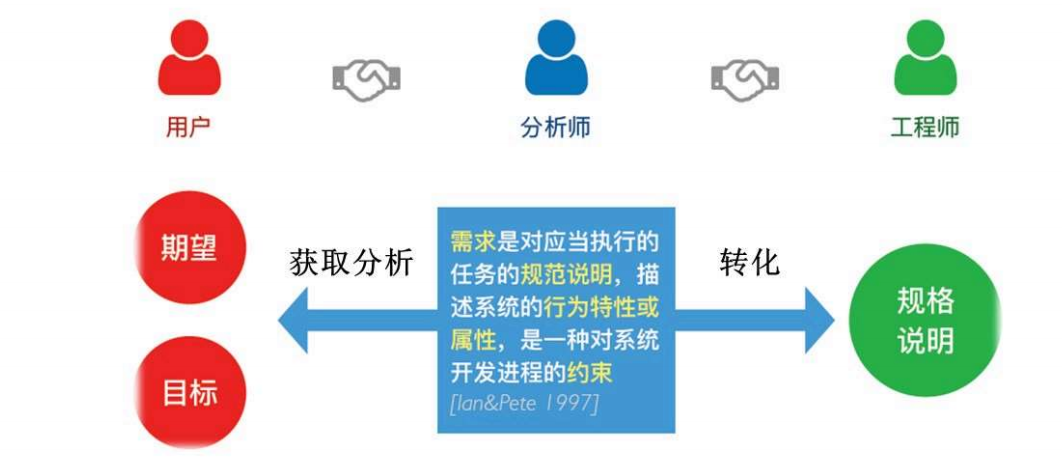 用户
分析师
工程师
期望
目标
获取分析
需求是对应当执行的
任务的规范说明，描
述系统的行为特性或
属性，是一种对系统
开发进程的约束
[Ian&Pete 1997]
转化
规格
说明